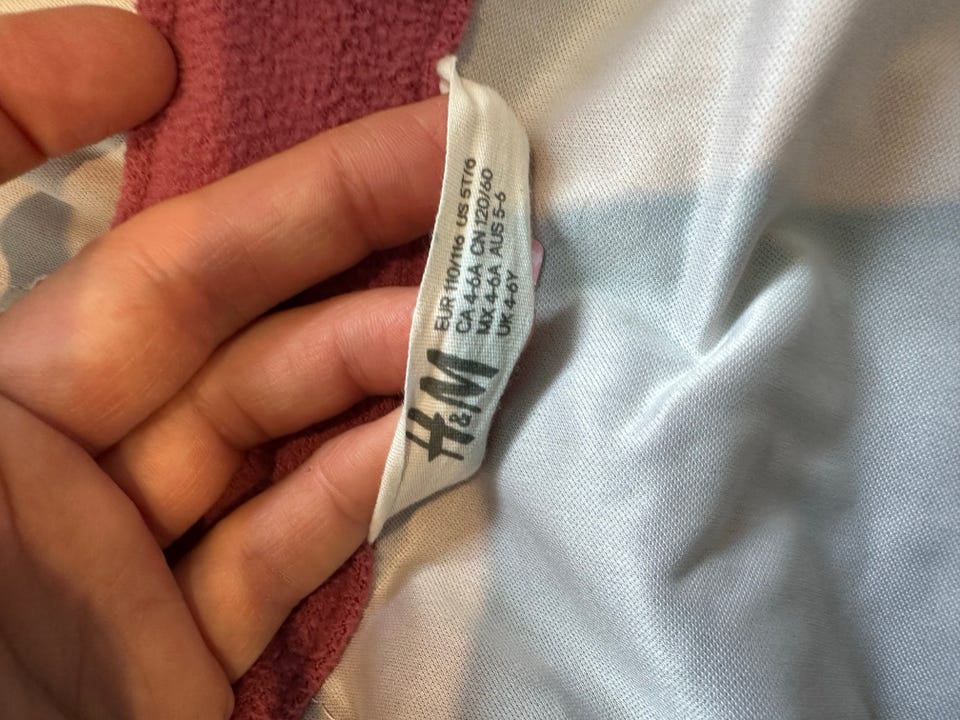 H&M
EUR 110/116 US 5T/6
CA 4-6A CN 120/60
MX 4-6A AUS 5-6
UK 4-6Y